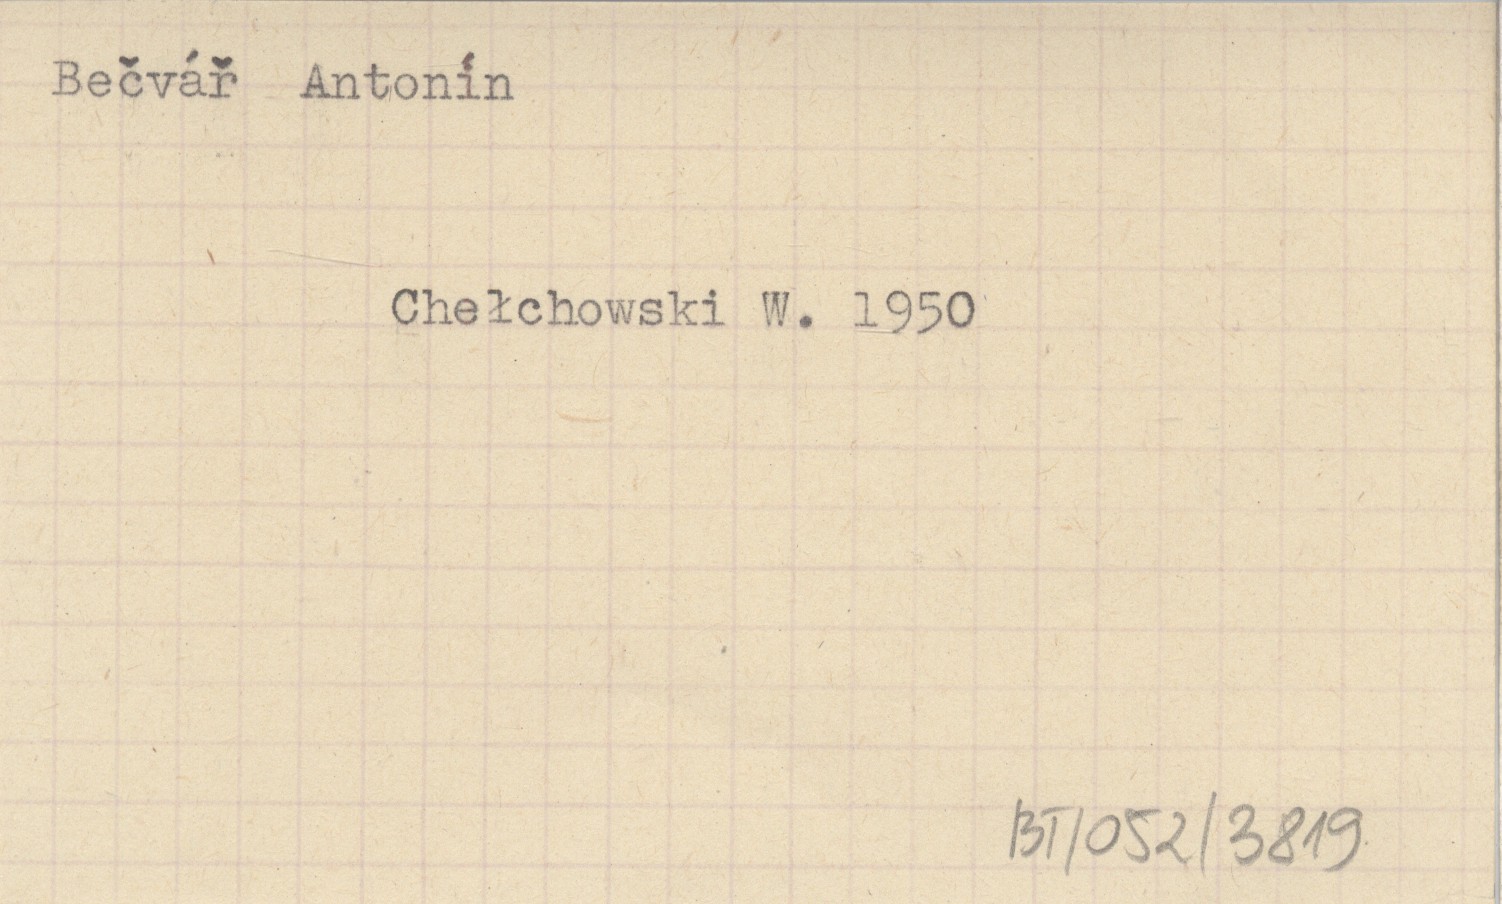 Bečvář Antonín
Chełchowski W. 1950
BT/052/3819